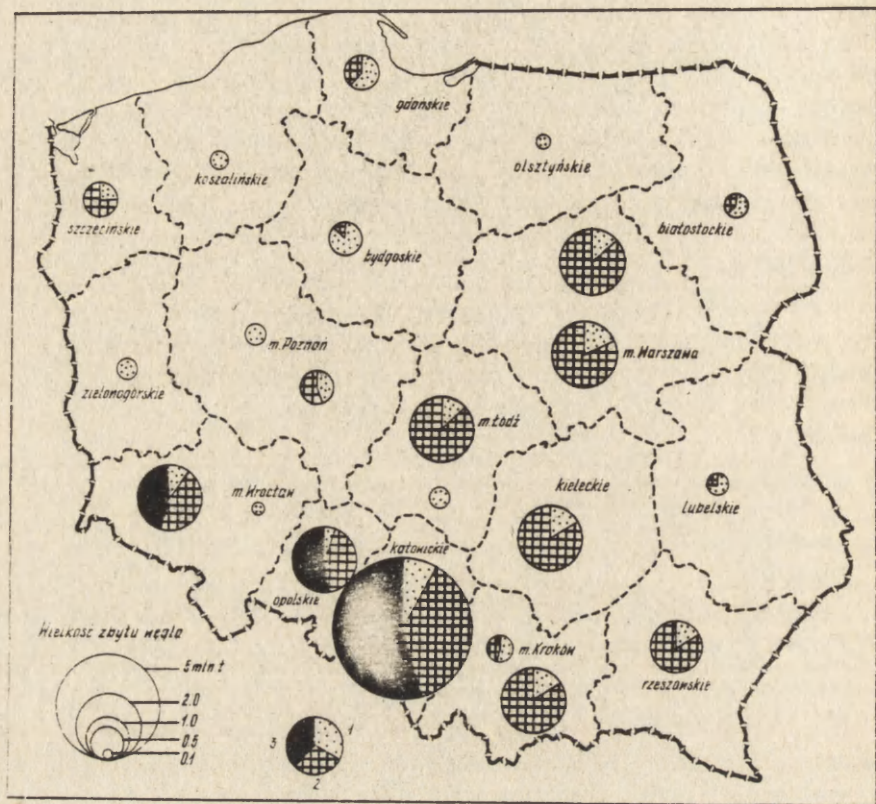 gdańskie
olsztyńskie
koszalińskie
białostockie
szczecińskie
bydgoskie
m. Poznań
m. Warszawa
zielonogórskie
m. Łódź
m. Wrocław
kieleckie
lubelskie
katowickie
opolskie
m. Kraków
rzeszowskie
Wielkość zbytu węgla
5 mln t
2.0
1.0
0.5
0.1
1
3
2